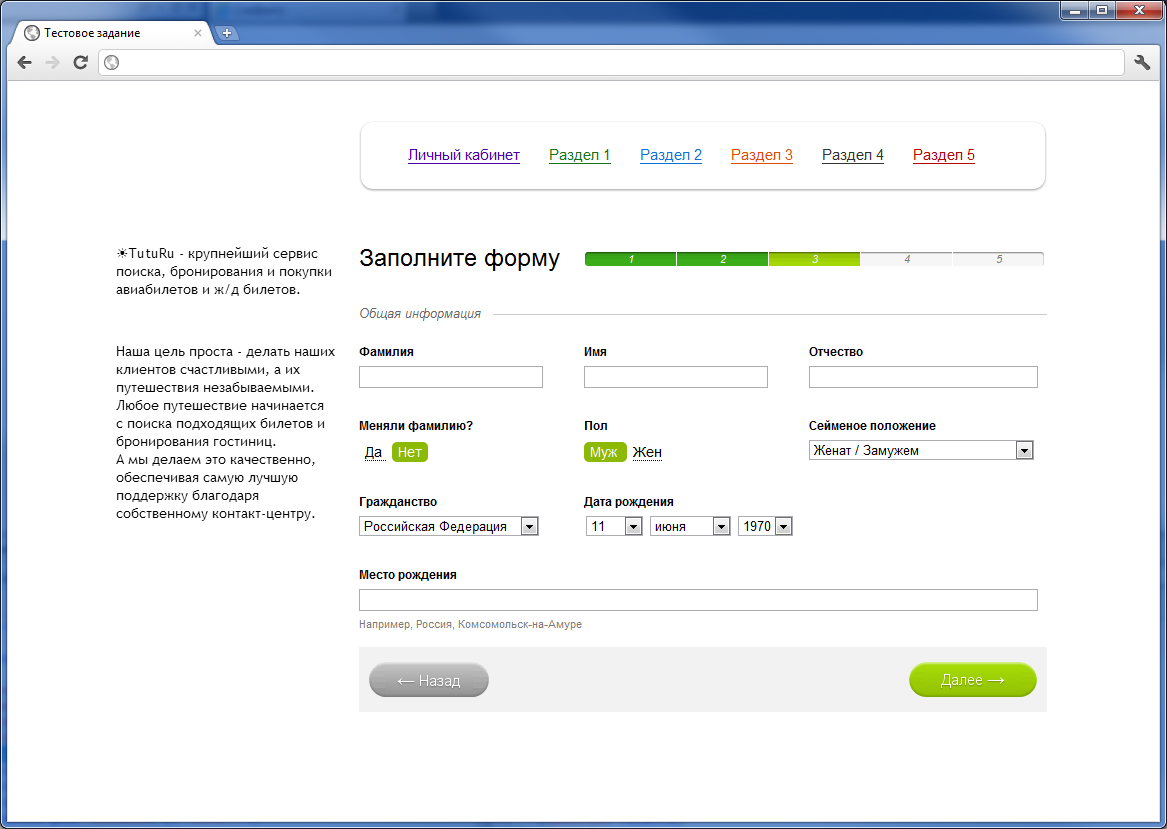 Тестовое задание
Личный кабинет Раздел 1 Раздел 2 Раздел 3 Раздел 4 Раздел 5
☀TutuRu - крупнейший сервис
поиска, бронирования и покупки
авиабилетов и ж/д билетов.
Наша цель проста - делать наших
клиентов счастливыми, а их
путешествия незабываемыми.
Любое путешествие начинается
с поиска подходящих билетов и
бронирования гостиниц.
А мы делаем это качественно,
обеспечивая самую лучшую
поддержку благодаря
собственному контакт-центру.
Заполните форму 1 2 3 4 5
Общая информация
Фамилия Имя Отчество
Меняли фамилию? Пол Сейменое положение
Да Нет Муж Жен Женат / Замужем
Гражданство Дата рождения
Российская Федерация 11 июня 1970
Место рождения
Например, Россия, Комсомольск-на-Амуре
← Назад Далее →